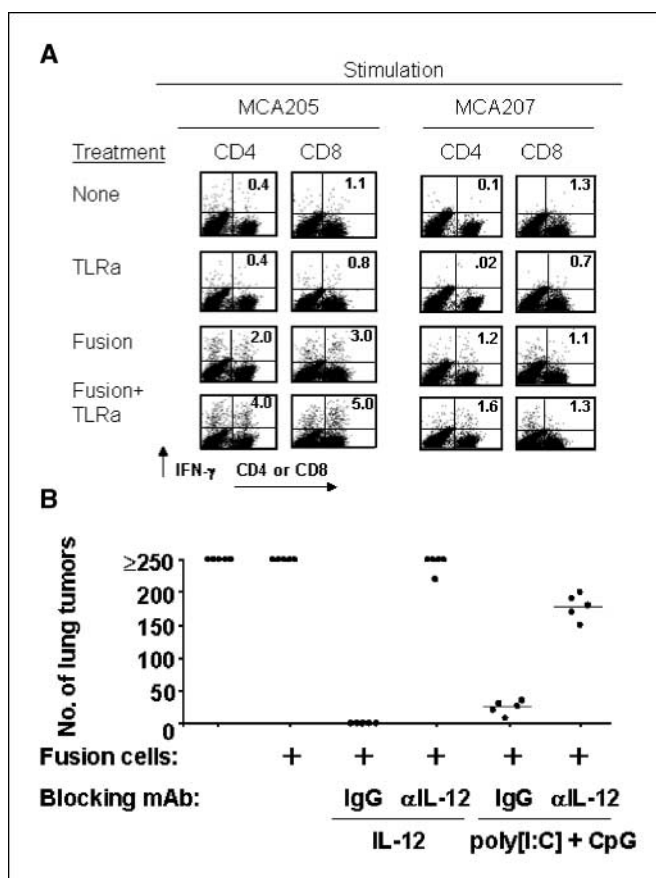 A
Stimulation
MCA205 MCA207
Treatment CD4 CD8 CD4 CD8
None 0.4 1.1 0.1 1.3
TLRa 0.4 0.8 .02 0.7
Fusion 2.0 3.0 1.2 1.1
Fusion+
TLRa 4.0 5.0 1.6 1.3
IFN-γ CD4 or CD8
B
No. of lung tumors
≥250
200
150
50
0
Fusion cells: + + + + +
Blocking mAb: IgG αIL-12 IgG αIL-12
IL-12 poly[I:C] + CpG